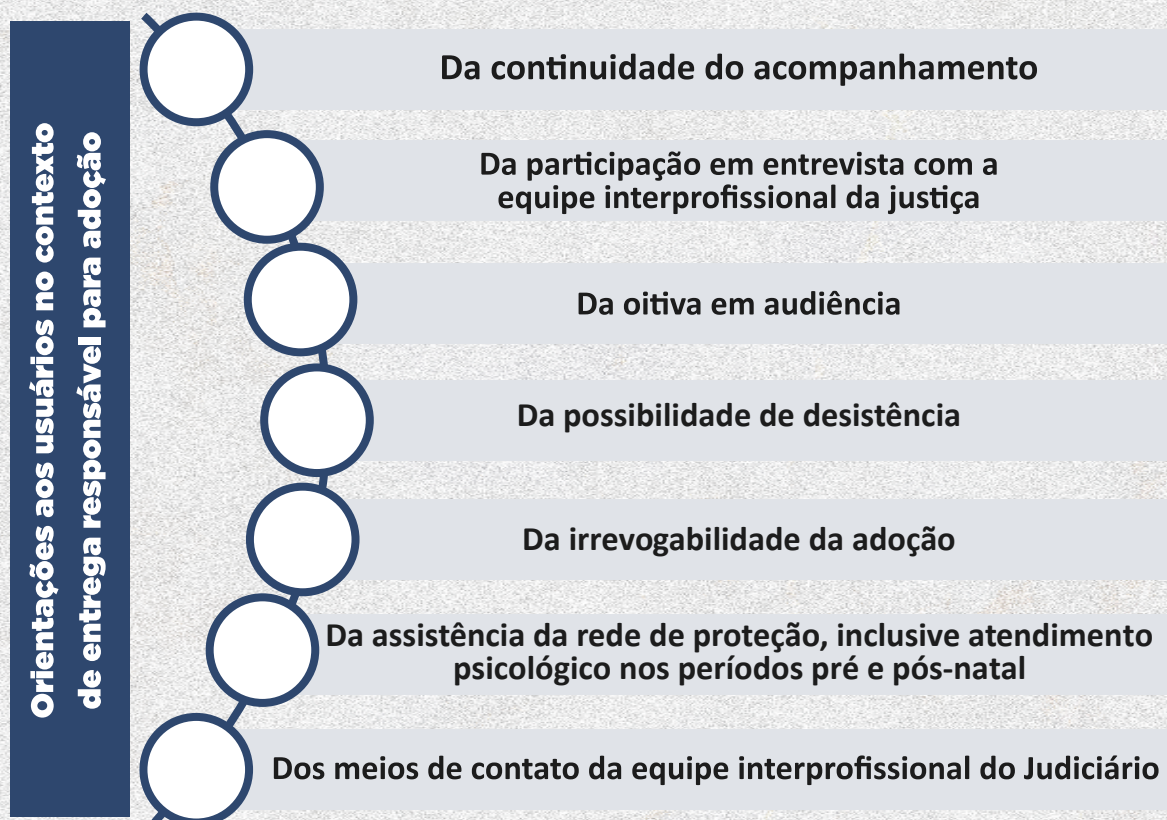 Orientações aos usuários no contexto
de entrega responsável para adoção
Da continuidade do acompanhamento
Da participação em entrevista com a
equipe interprofissional da justiça
Da oitiva em audiência
Da possibilidade de desistência
Da irrevogabilidade da adoção
Da assistência da rede de proteção, inclusive atendimento
psicológico nos períodos pré e pós-natal
Dos meios de contato da equipe interprofissional do Judiciário